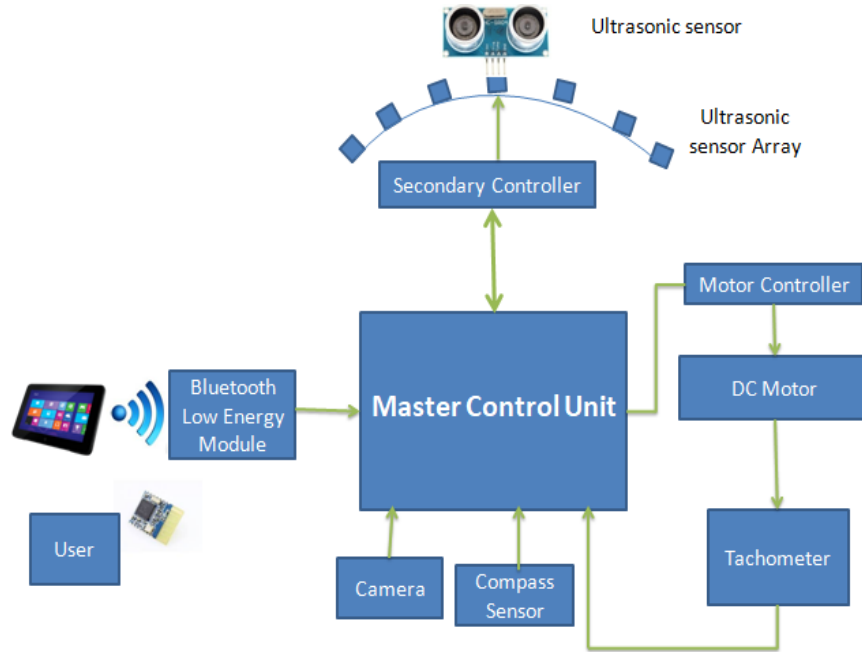 Ultrasonic sensor
Ultrasonic
sensor Array
Secondary Controller
Motor Controller
DC Motor
Bluetooth
Low Energy
Module
Master Control Unit
User
Camera
Compass
Sensor
Tachometer